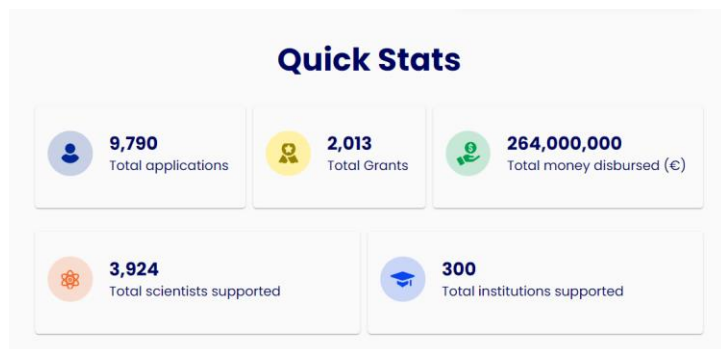 Quick Stats
9,790
Total applications
2,013
Total Grants
264,000,000
Total money disbursed (€)
3,924
Total scientists supported
300
Total institutions supported